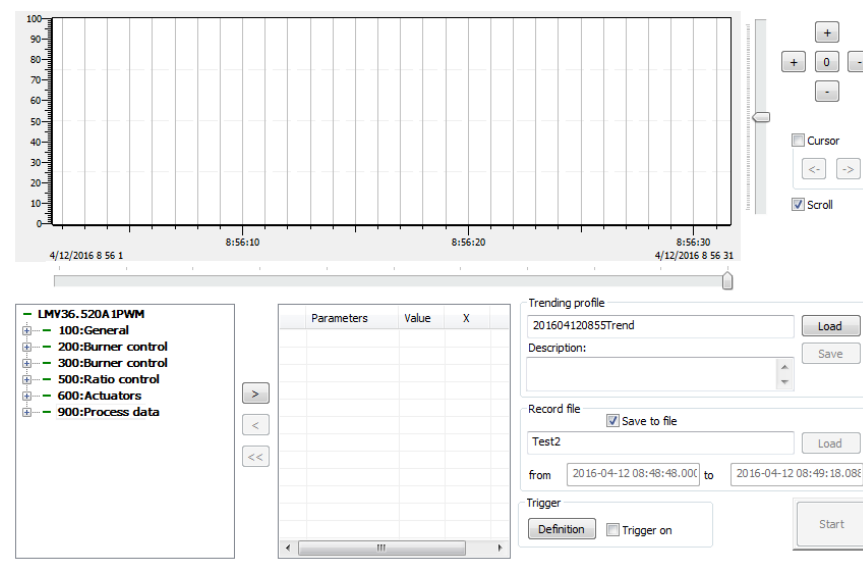 100
90
80
70
60
50
40
30
20
10
0
8:56:10 8:56:20 8:56:30
4/12/2016 8 56 1 4/12/2016 8 56 31
+
+ 0 -
-
Cursor
<- ->
Scroll
LMV36.520A1PWM
100:General
200:Burner control
300:Burner control
500:Ratio control
600:Actuators
900:Process data
>
<
<<
Parameters Value X
Trending profile
201604120855Trend Load
Description: Save
Record file
Save to file
Test2 Load
from 2016-04-12 08:48:48.00 to 2016-04-12 08:49:18.08
Trigger
Definition Trigger on
Start